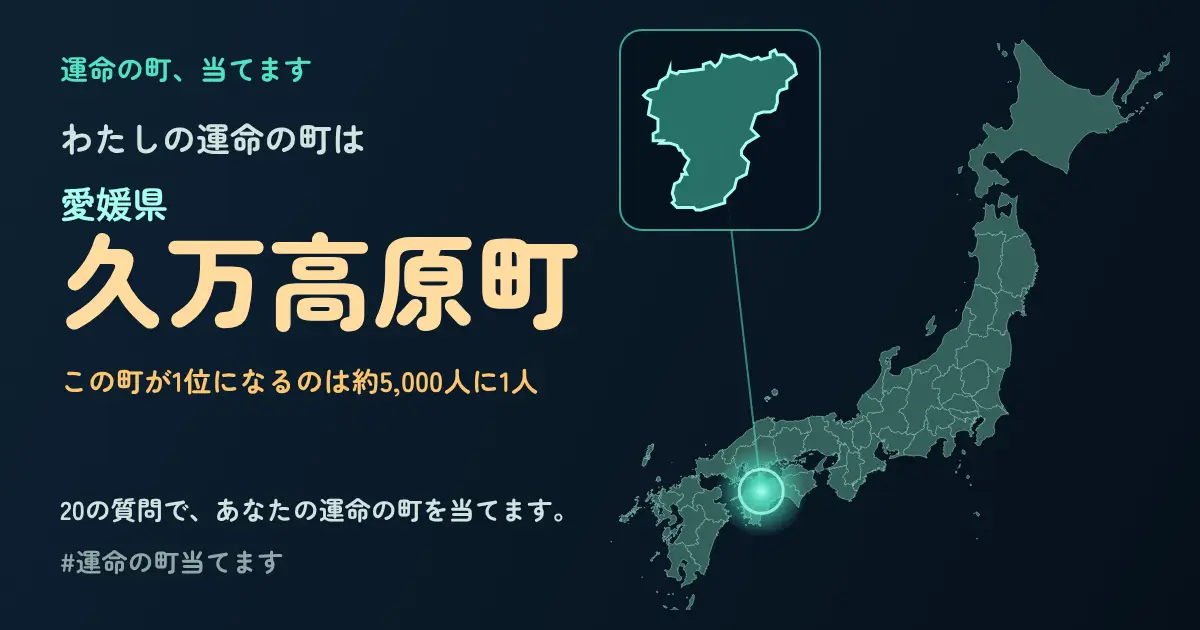 運命の町、当てます
わたしの運命の町は
愛媛県
久万高原町
この町が1位になるのは約5,000人に1人
20の質問で、あなたの運命の町を当てます。
#運命の町当てます